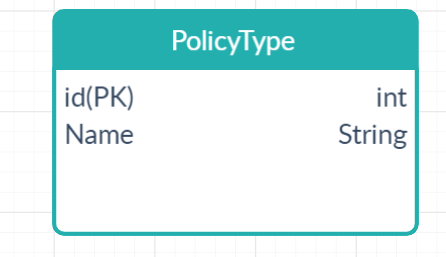 PolicyType
id(PK) int
Name String